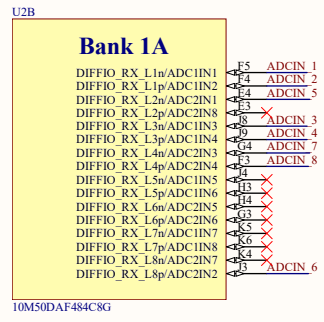 U2B
Bank 1A
DIFFIO_RX_L1n/ADC1IN1 F5 ADCIN_1
DIFFIO_RX_L1p/ADC1IN2 F4 ADCIN_2
DIFFIO_RX_L2n/ADC2IN1 E4 ADCIN_5
DIFFIO_RX_L2p/ADC2IN8 E3
DIFFIO_RX_L3n/ADC1IN3 J8 ADCIN_3
DIFFIO_RX_L3p/ADC1IN4 J9 ADCIN_4
DIFFIO_RX_L4n/ADC2IN3 G4 ADCIN_7
DIFFIO_RX_L4p/ADC2IN4 F3 ADCIN_8
DIFFIO_RX_L5n/ADC1IN5 J4
DIFFIO_RX_L5p/ADC1IN6 H3
DIFFIO_RX_L6n/ADC2IN5 H4
DIFFIO_RX_L6p/ADC2IN6 G3
DIFFIO_RX_L7n/ADC1IN7 K5
DIFFIO_RX_L7p/ADC1IN8 K6
DIFFIO_RX_L8n/ADC2IN7 K4
DIFFIO_RX_L8p/ADC2IN2 J3 ADCIN_6
10M50DAF484C8G